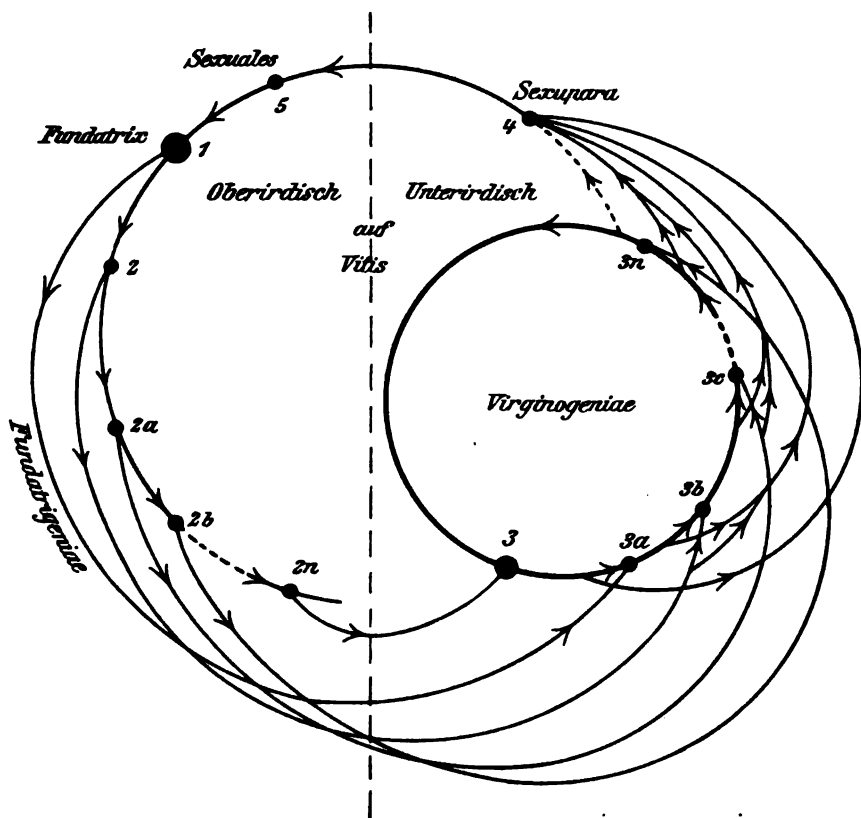 Sexuales
5
Sexupara
4
Fundatrix
1
Oberirdisch
Unterirdisch
auf
Vitis
2
3n
3c
Virginogeniae
2a
Fundatrigeniae
2b
3b
3
3a
2n